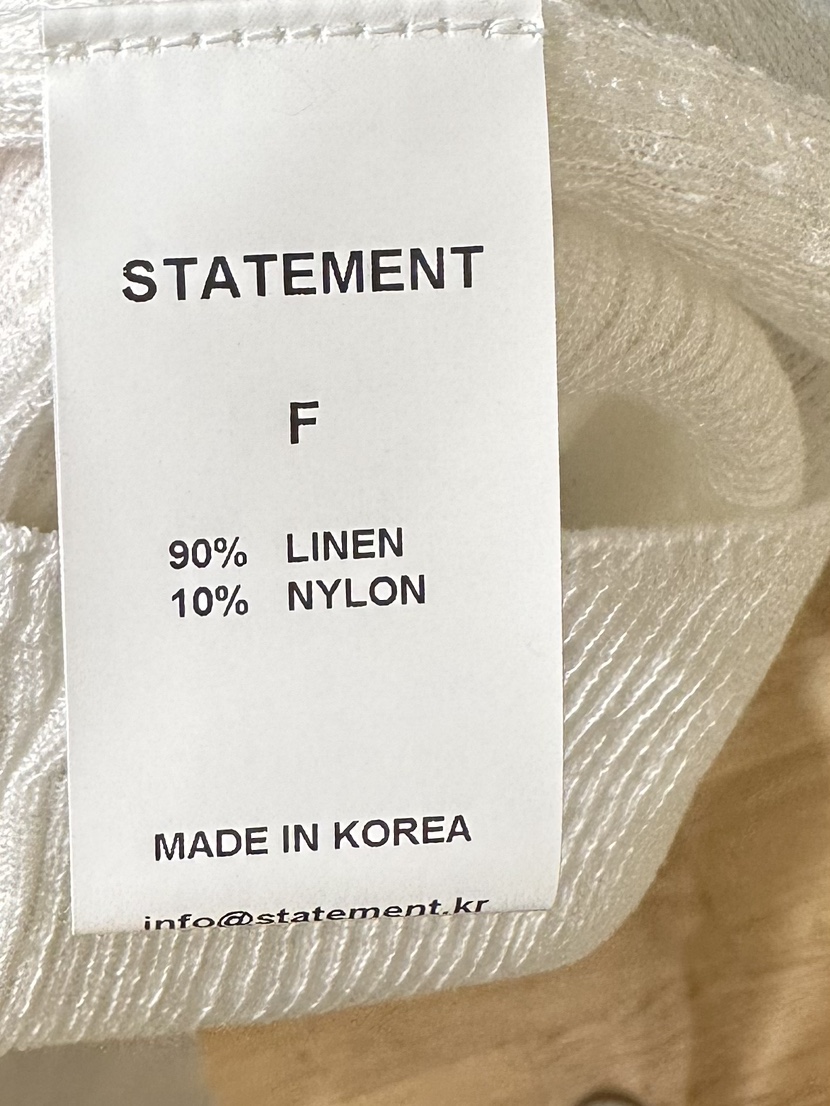 STATEMENT
F
90% LINEN
10% NYLON
MADE IN KOREA
info@statement.kr